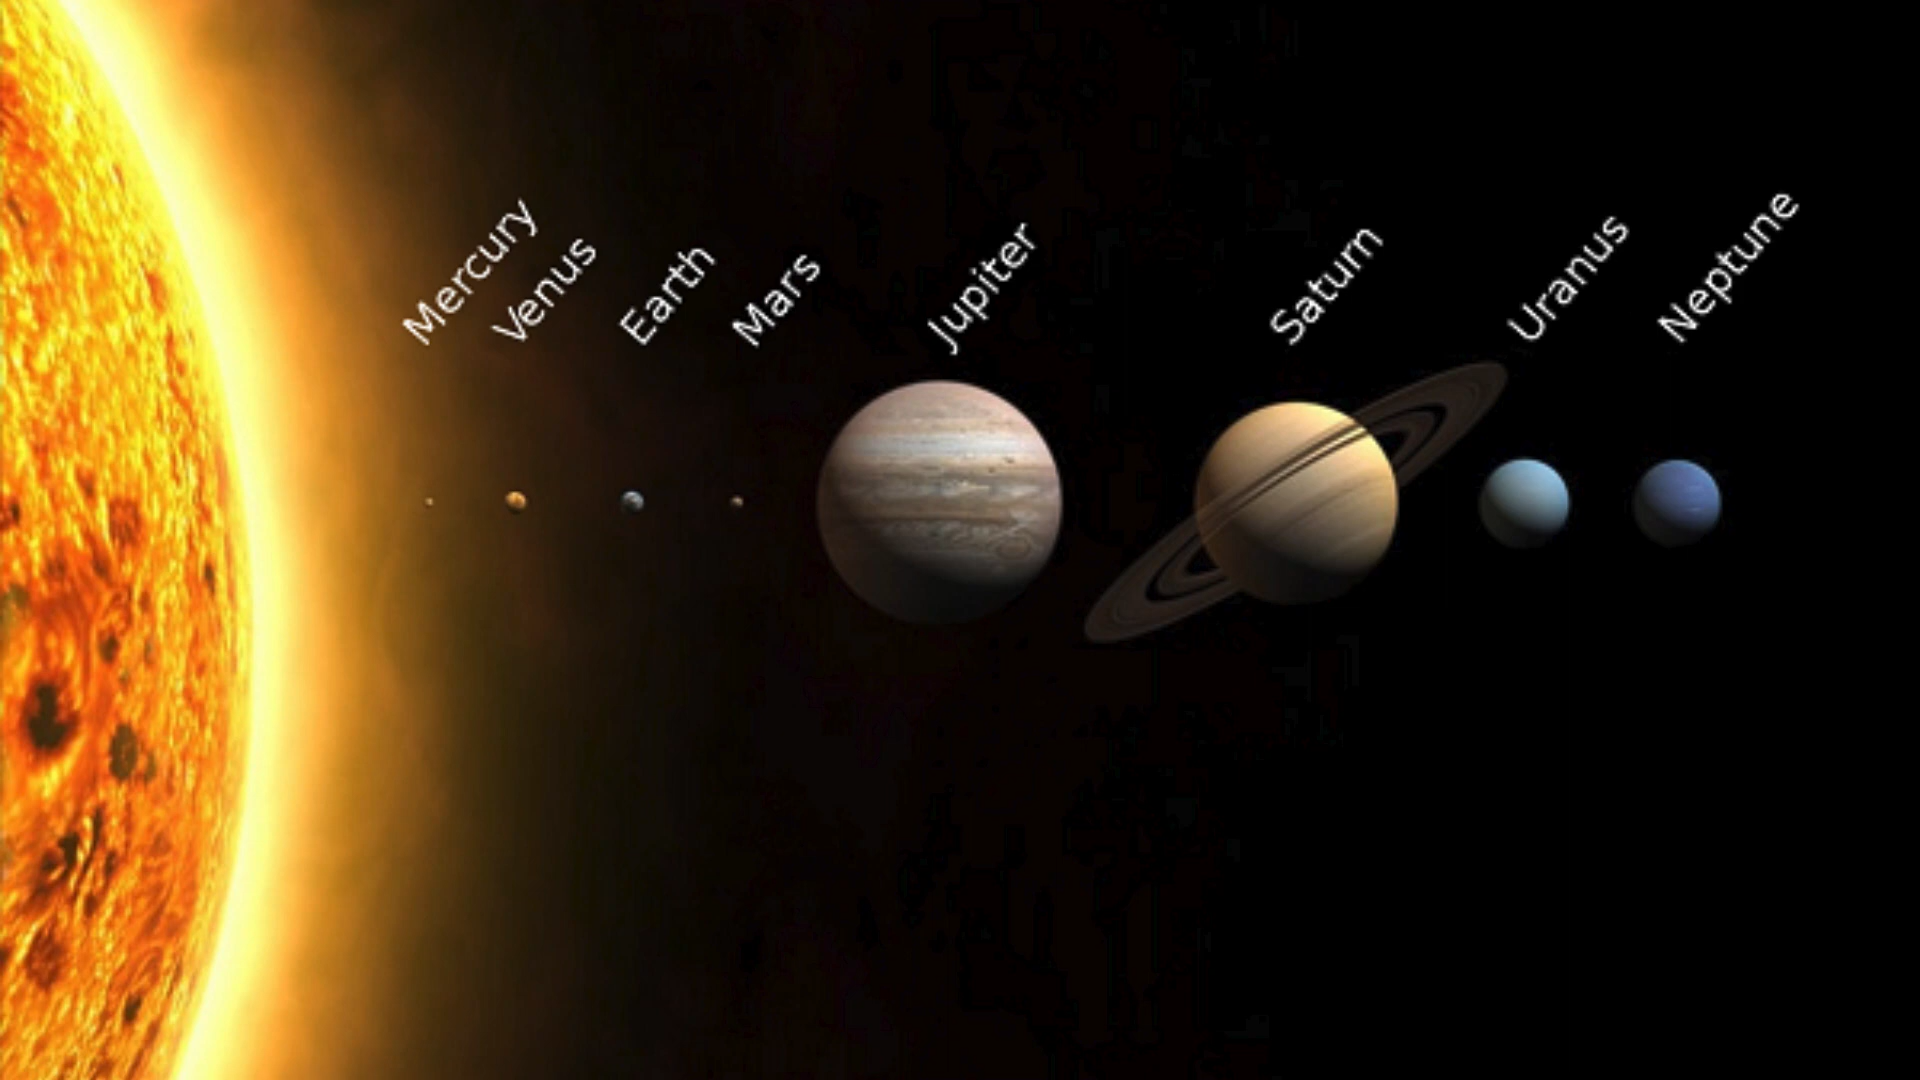 Mercury
Venus
Earth
Mars
Jupiter
Saturn
Uranus
Neptune